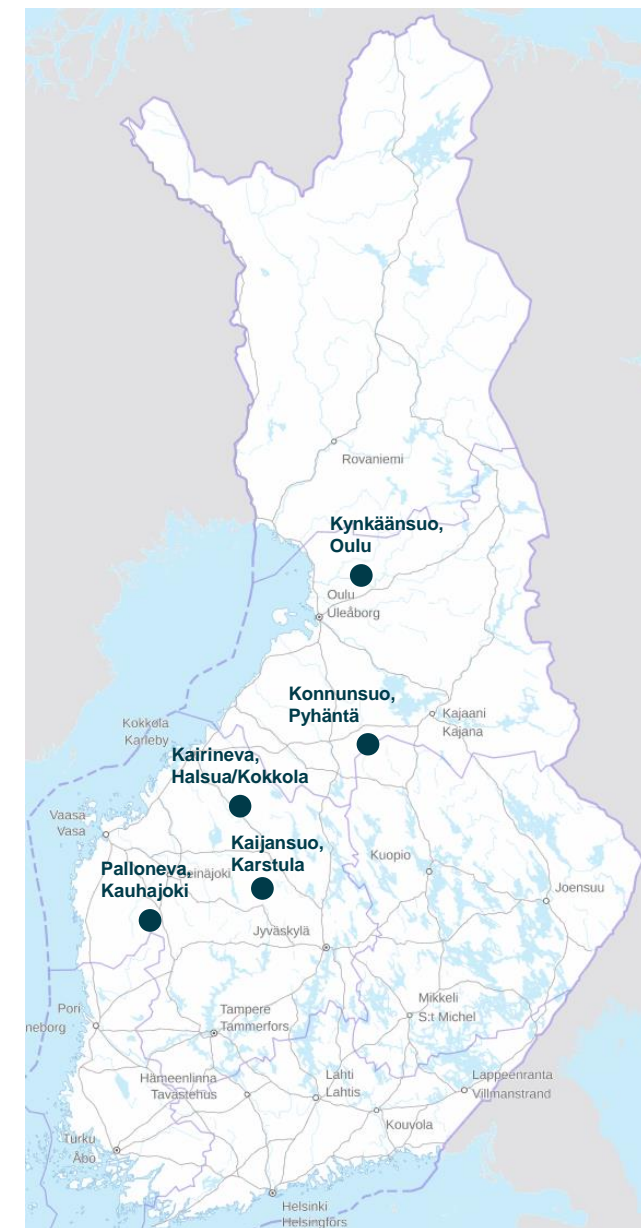 Rovaniemi
Kynkäänsuo,
Oulu
Oulu
Uleåborg
Konnunsuo,
Pyhäntä
Kajaani
Kajana
Kokkola
Karleby
Kairineva,
Halsua/Kokkola
Vaasa
Vasa
Kaijansuo,
Karstula
Palloneva,
Kauhajoki
einäjoki
Kuopio
Joensuu
Jyväskylä
Mikkeli
S:t Michel
Pori
neborg
Tampere
Tammerfors
Hämeenlinna
Tavastehus
Lahti
Lahtis
Lappeenranta
Villmanstrand
Kouvola
Turku
Åbo
Helsinki
Helsingfors